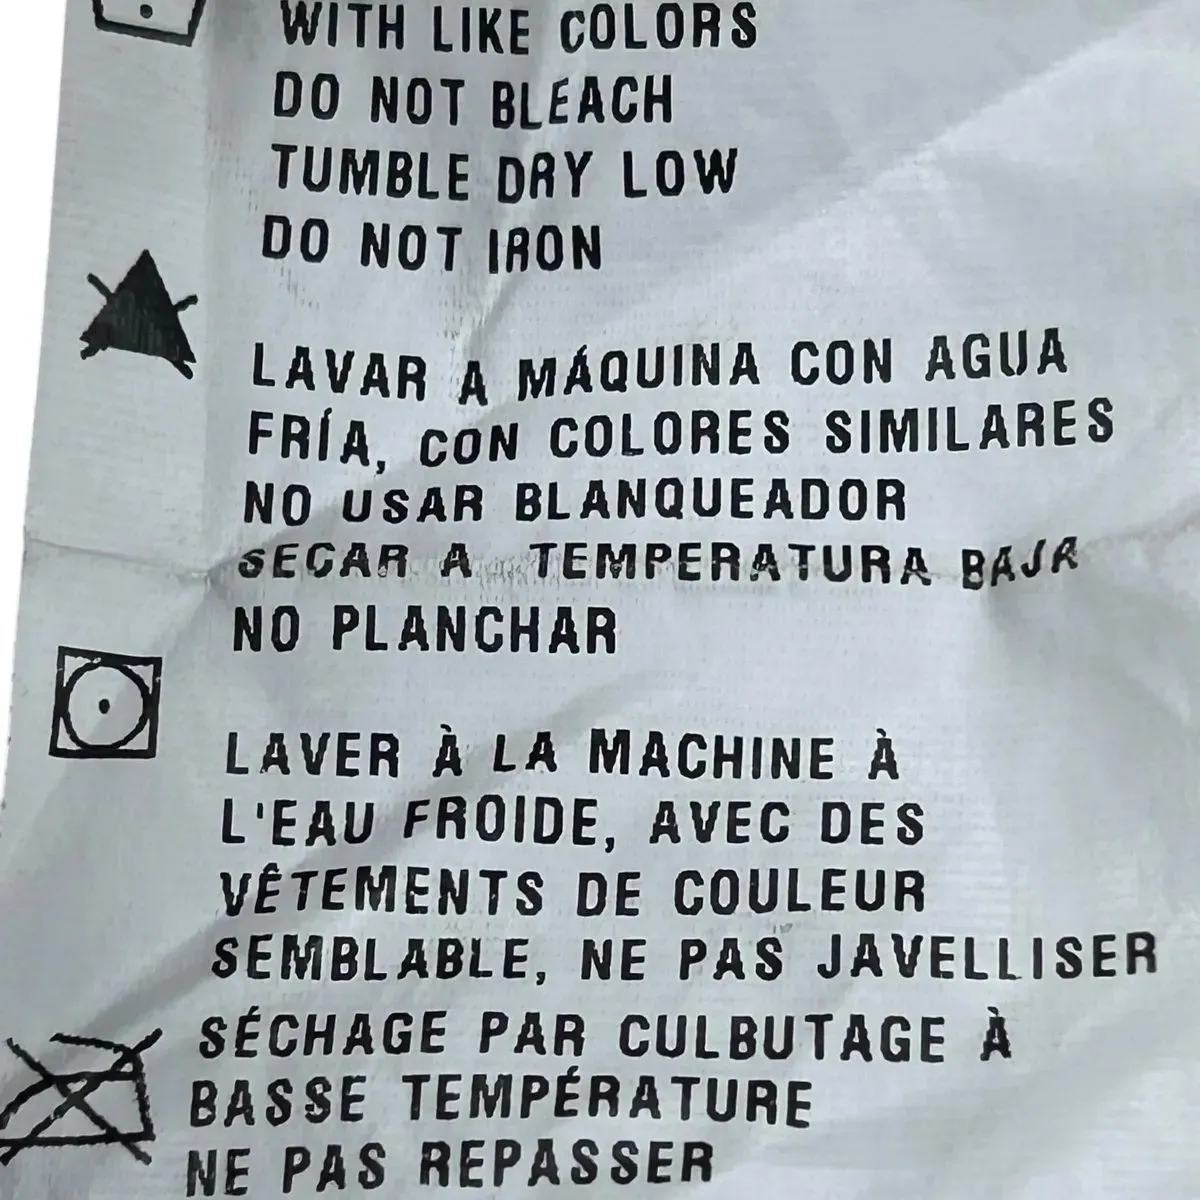 WITH LIKE COLORS
DO NOT BLEACH
TUMBLE DRY LOW
DO NOT IRON
LAVAR A MÁQUINA CON AGUA
FRÍA, CON COLORES SIMILARES
NO USAR BLANQUEADOR
SECAR A TEMPERATURA BAJA
NO PLANCHAR
LAVER À LA MACHINE À
L'EAU FROIDE, AVEC DES
VÊTEMENTS DE COULEUR
SEMBLABLE, NE PAS JAVELLISER
SÉCHAGE PAR CULBUTAGE À
BASSE TEMPÉRATURE
NE PAS REPASSER